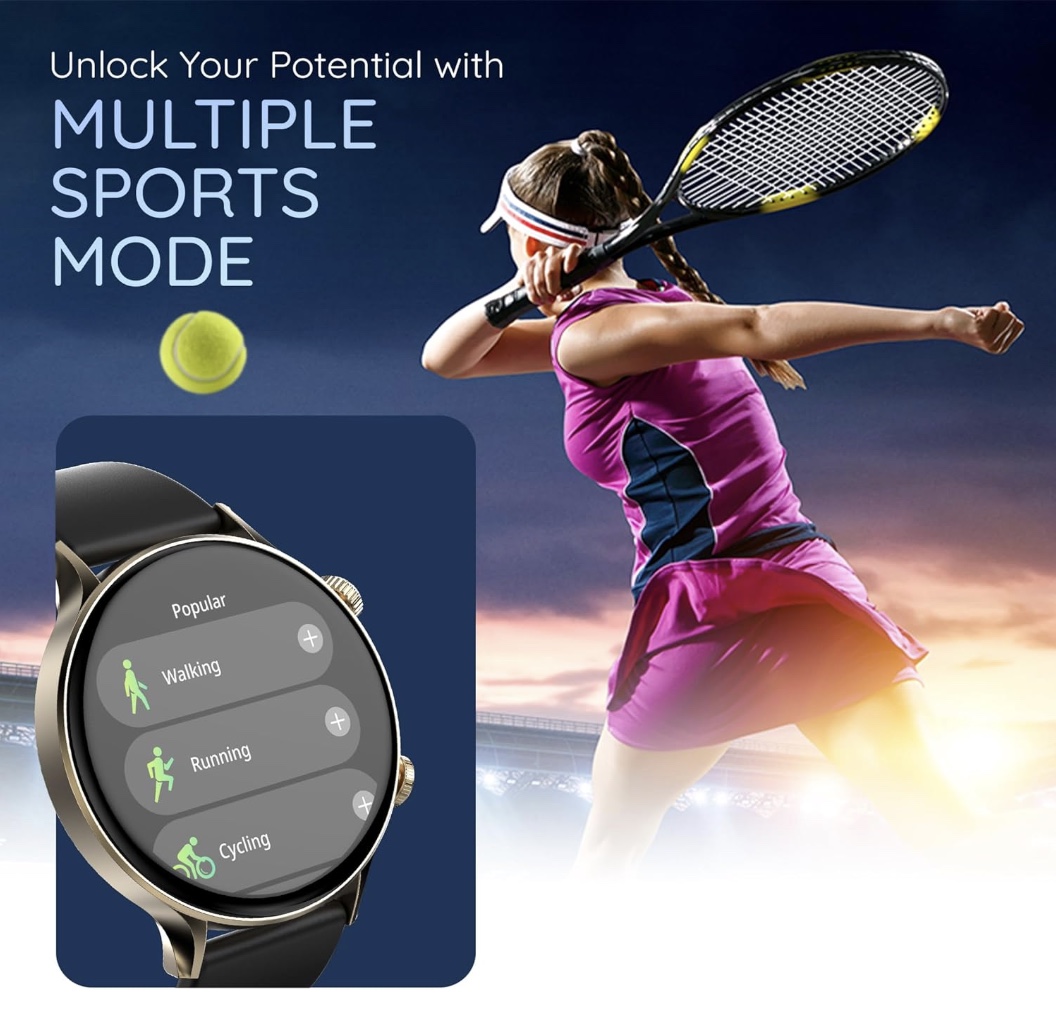 Unlock Your Potential with
MULTIPLE
SPORTS
MODE
Popular
Walking
Running
Cycling